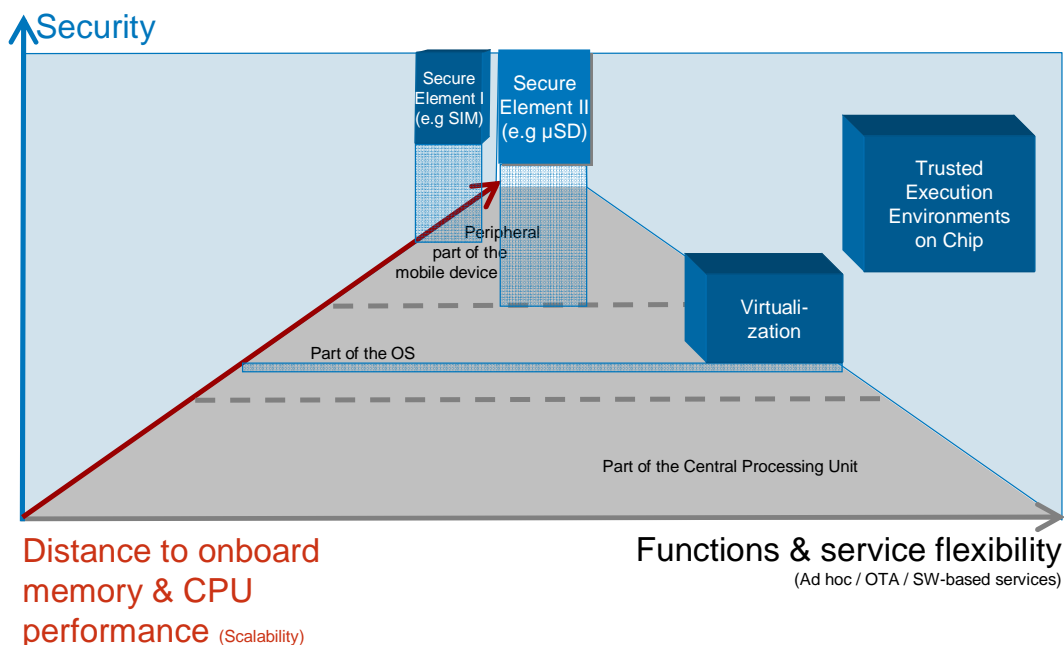 Security
Secure
Element I
(e.g SIM)
Secure
Element II
(e.g µSD)
Trusted
Execution
Environments
on Chip
Peripheral
part of the
mobile device
Virtuali-
zation
Part of the OS
Part of the Central Processing Unit
Distance to onboard
memory & CPU
performance (Scalability)
Functions & service flexibility
(Ad hoc / OTA / SW-based services)